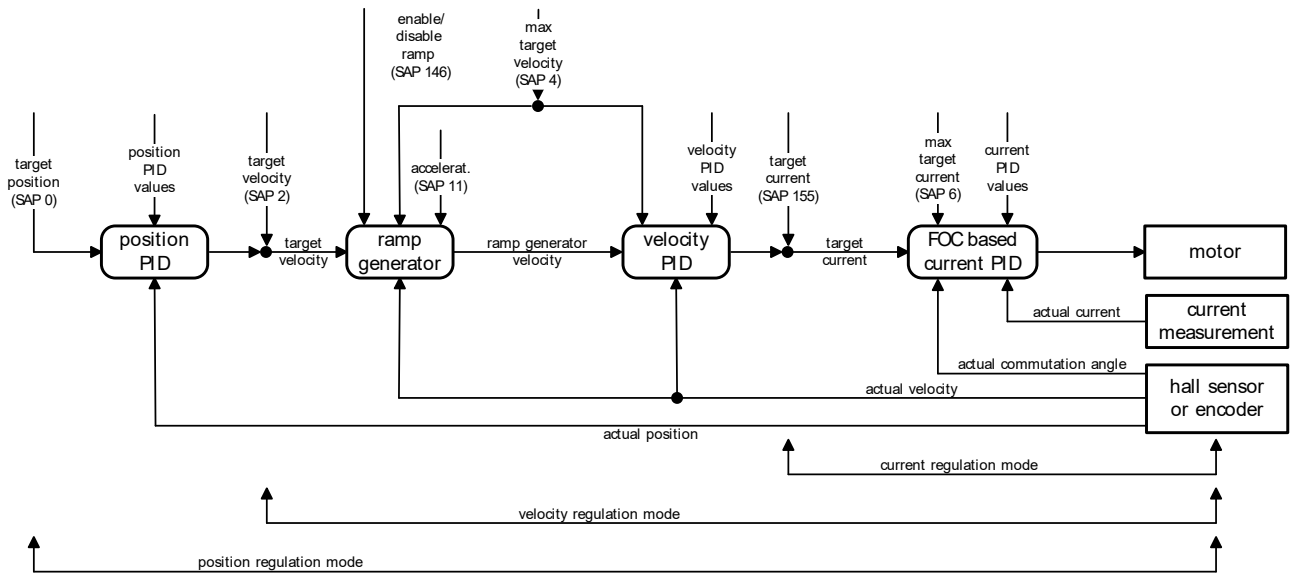 enable/
disable
ramp
(SAP 146)
max
target
velocity
(SAP 4)
target
position
(SAP 0)
position
PID
values
target
velocity
(SAP 2)
accelerat.
(SAP 11)
velocity
PID
values
target
current
(SAP 155)
max
target
current
(SAP 6)
current
PID
values
position
PID
target
velocity
ramp
generator
ramp generator
velocity
velocity
PID
target
current
FOC based
current PID
motor
actual current
current
measurement
actual commutation angle
actual velocity
hall sensor
or encoder
actual position
current regulation mode
velocity regulation mode
position regulation mode